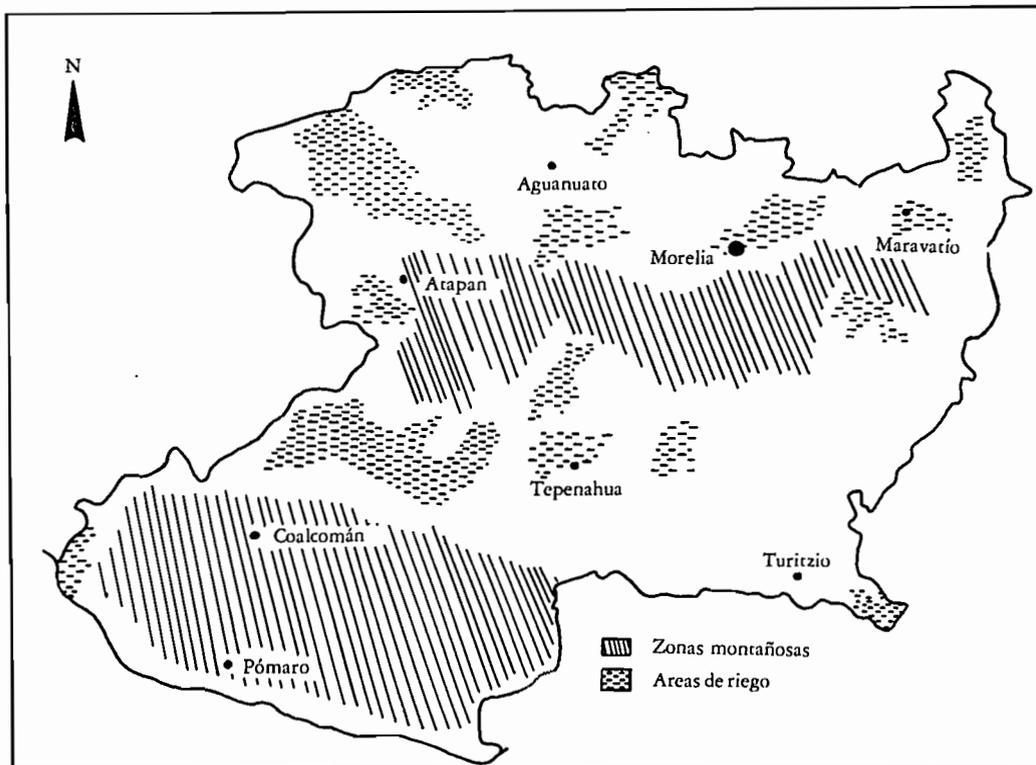 N
Aguanuato
Morelia
Maravatío
Atapan
Tepenahua
Coalcomán
Turitzio
Pómaro
Zonas montañosas
Areas de riego